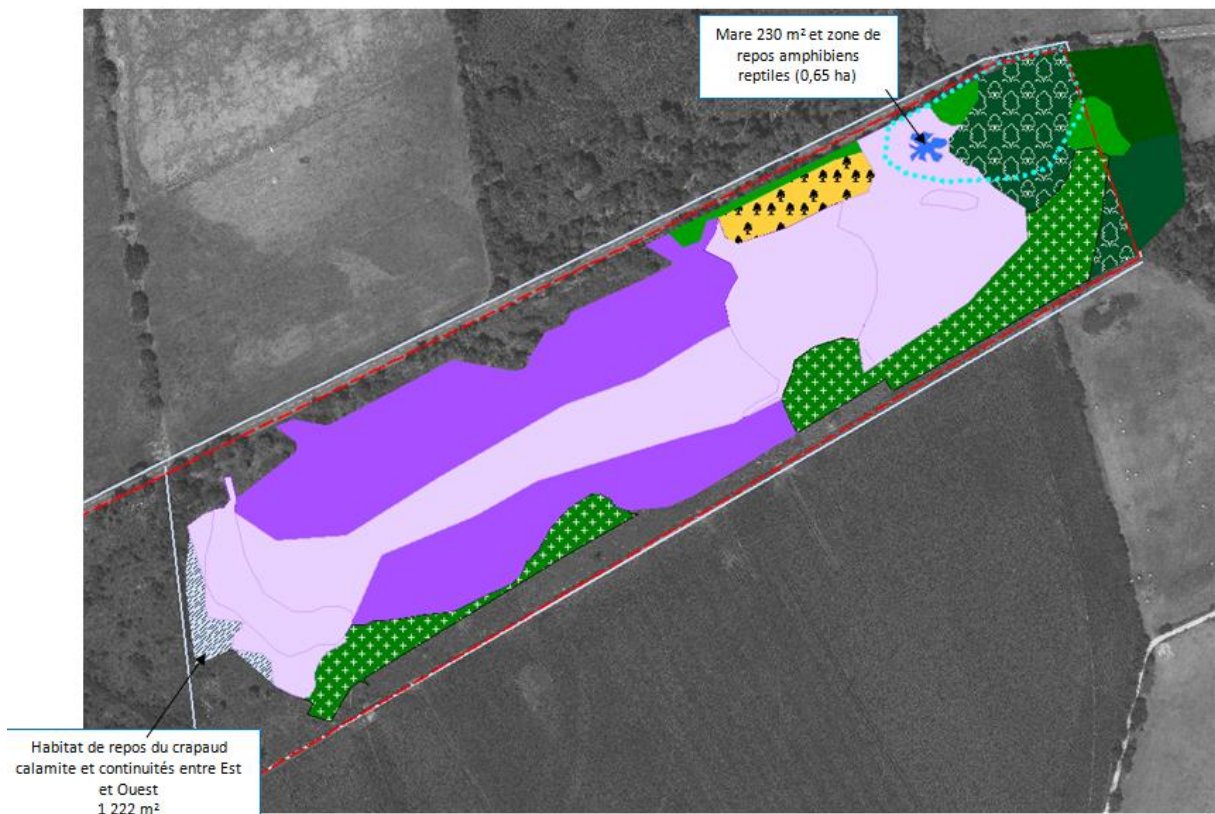 Mare 230 m² et zone de
repos amphibiens
reptiles (0,65 ha)
Habitat de repos du crapaud
calamite et continuités entre Est
et Ouest
1 222 m²